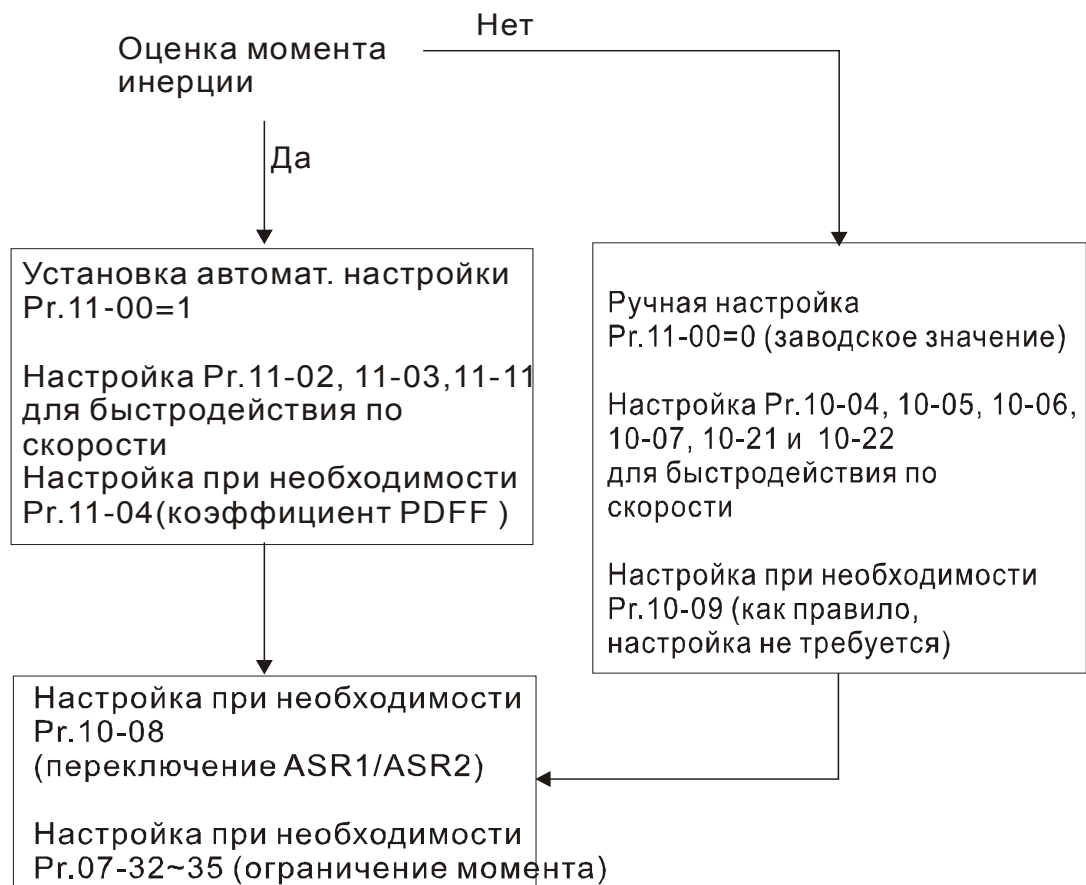 Нет
Оценка момента
инерции
Да
Установка автомат. настройки
Pr.11-00=1
Настройка Pr.11-02, 11-03,11-11
для быстродействия по
скорости
Настройка при необходимости
Pr.11-04(коэффициент PDFF )
Ручная настройка
Pr.11-00=0 (заводское значение)
Настройка Pr.10-04, 10-05, 10-06,
10-07, 10-21 и 10-22
для быстродействия по
скорости
Настройка при необходимости
Pr.10-09 (как правило,
настройка не требуется)
Настройка при необходимости
Pr.10-08
(переключение ASR1/ASR2)
Настройка при необходимости
Pr.07-32~35 (ограничение момента)